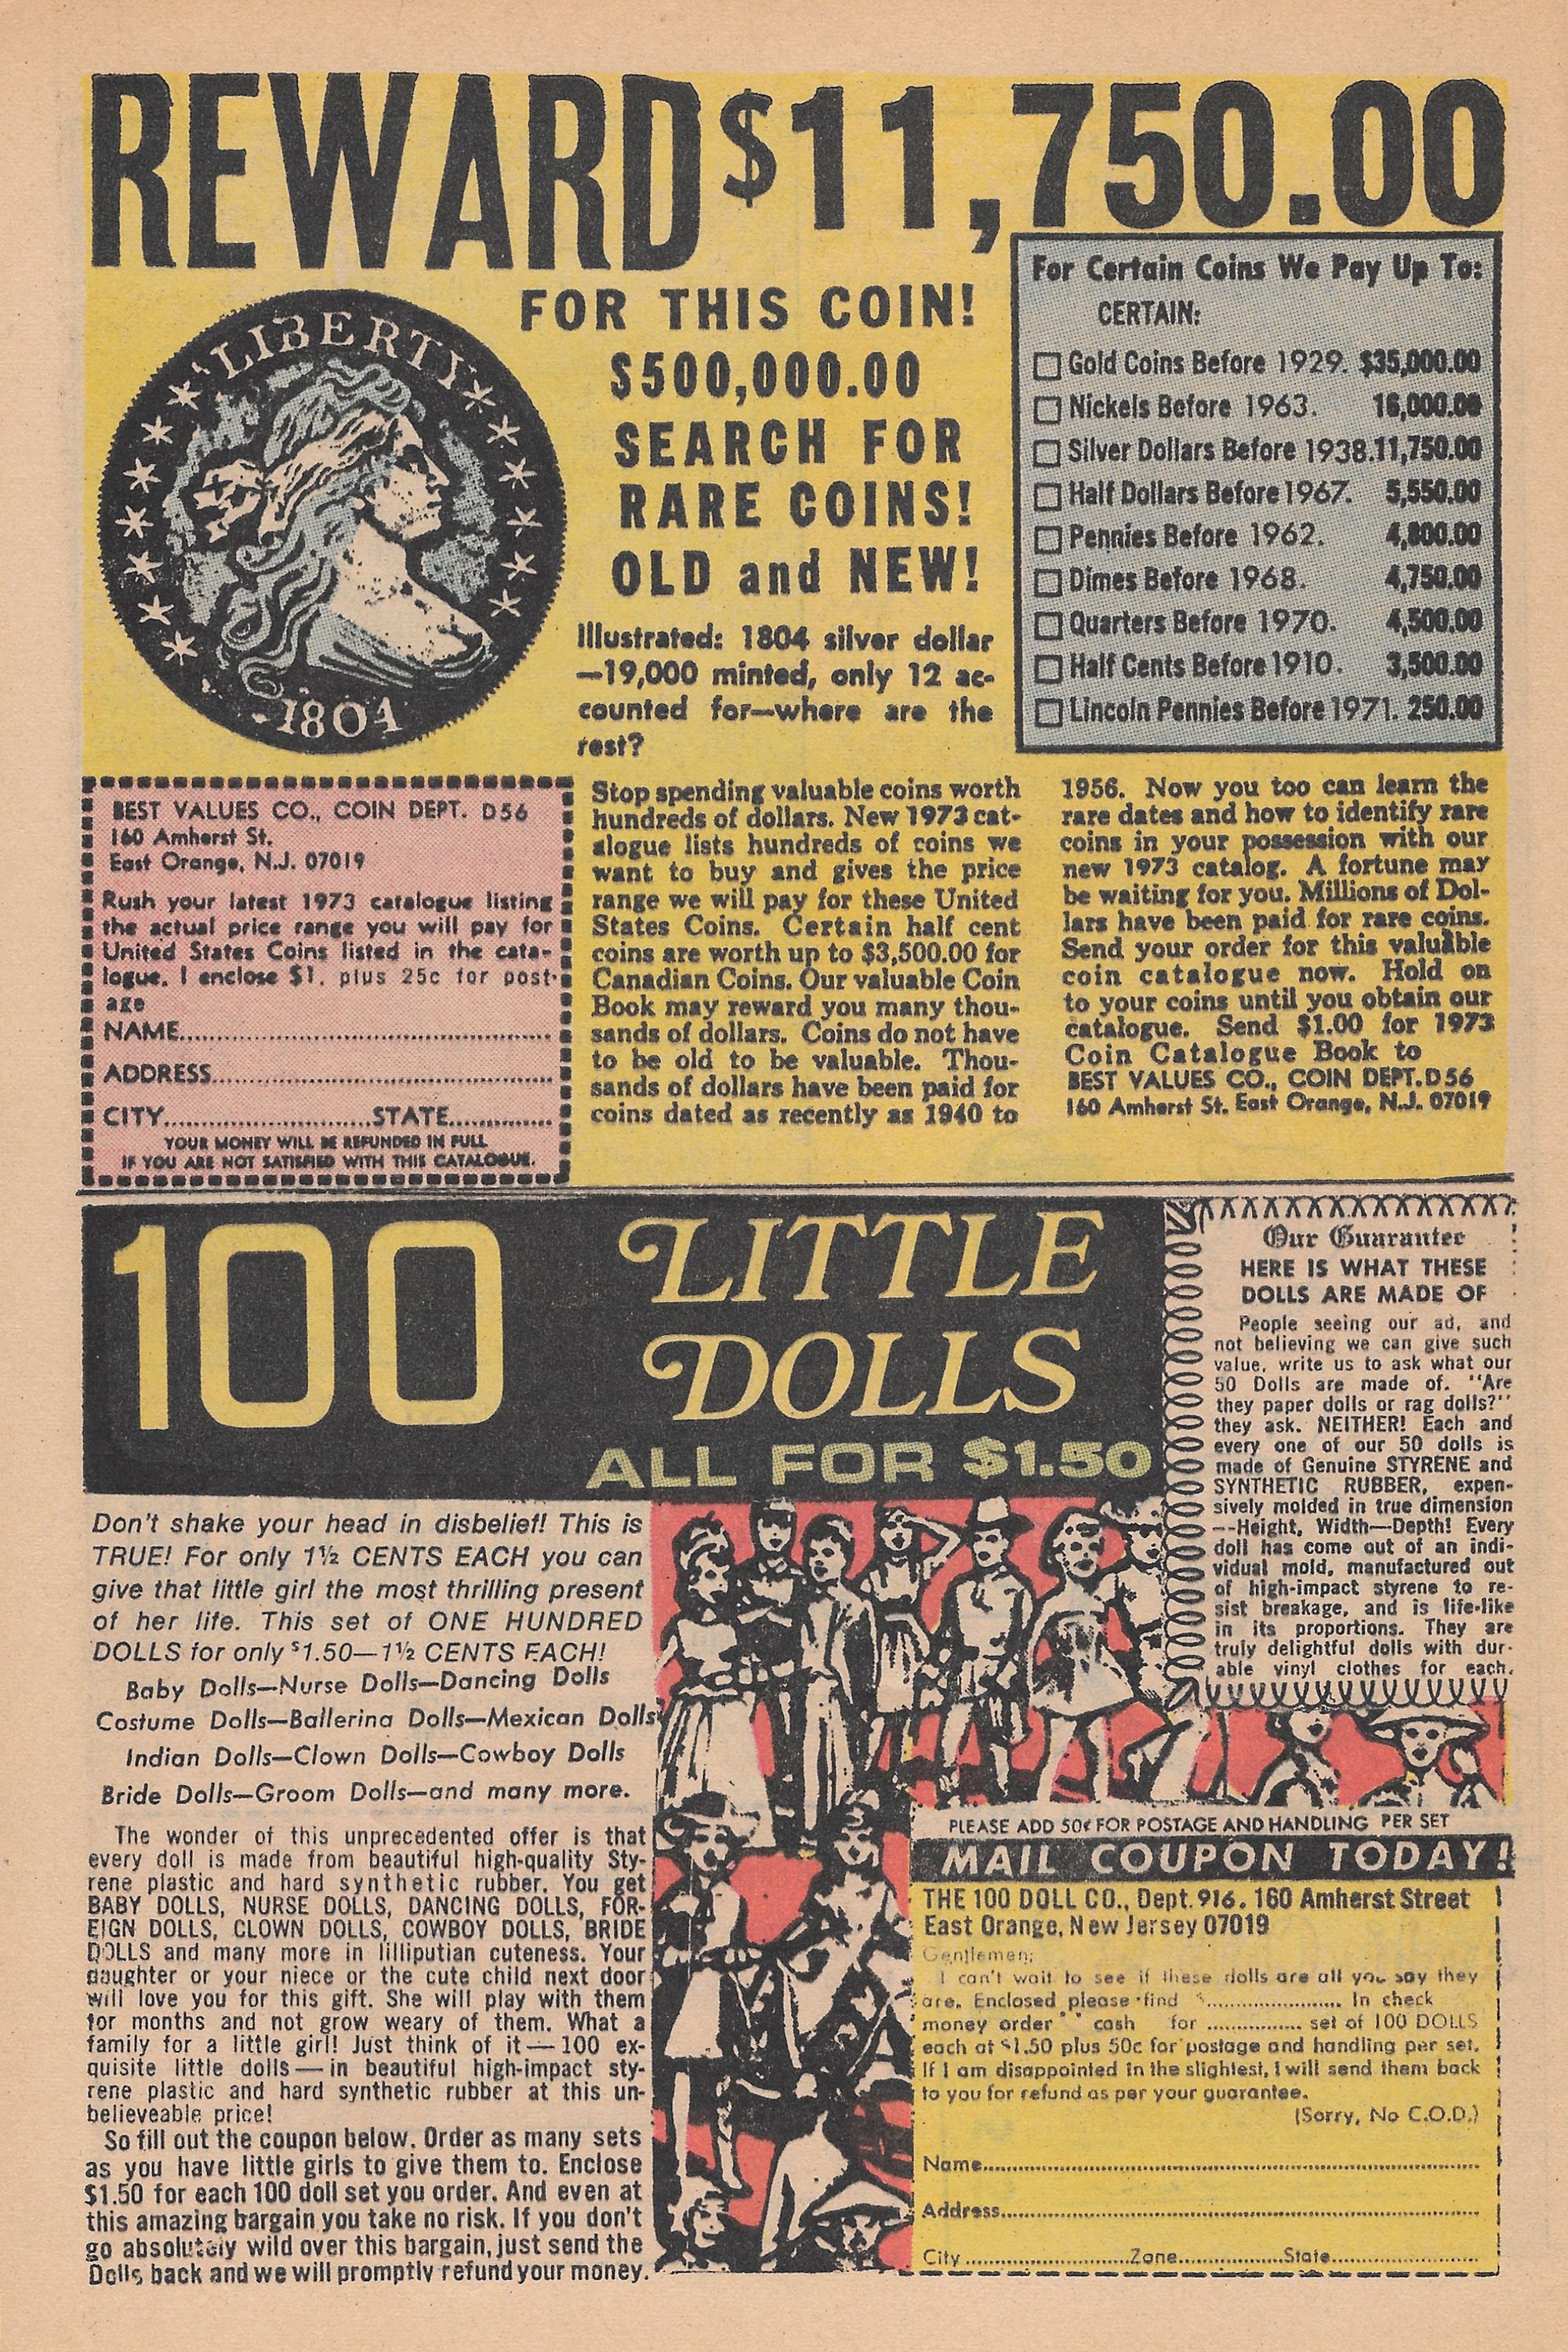 REWARD $11,750.00
FOR THIS COIN!
$500,000.00
SEARCH FOR
RARE COINS!
OLD and NEW!
Illustrated: 1804 silver dollar
—19,000 minted, only 12 ac-
counted for—where are the
rest?
LIBERTY
1804
For Certain Coins We Pay Up To:
CERTAIN:
Gold Coins Before 1929. $35,000.00
Nickels Before 1963. 16,000.00
Silver Dollars Before 1938. 11,750.00
Half Dollars Before 1967. 5,550.00
Pennies Before 1962. 4,800.00
Dimes Before 1968. 4,750.00
Quarters Before 1970. 4,500.00
Half Cents Before 1910. 3,500.00
Lincoln Pennies Before 1971. 250.00
BEST VALUES CO., COIN DEPT. D56
160 Amherst St.
East Orange, N.J. 07019
Rush your latest 1973 catalogue listing
the actual price range you will pay for
United States Coins listed in the cata-
logue. I enclose $1. plus 25c for post-
age
NAME..........
ADDRESS..........
CITY..........STATE..........
YOUR MONEY WILL BE REFUNDED IN FULL
IF YOU ARE NOT SATISFIED WITH THIS CATALOGUE.
Stop spending valuable coins worth
hundreds of dollars. New 1973 cat-
alogue lists hundreds of coins we
want to buy and gives the price
range we will pay for these United
States Coins. Certain half cent
coins are worth up to $3,500.00 for
Canadian Coins. Our valuable Coin
Book may reward you many thou-
sands of dollars. Coins do not have
to be old to be valuable. Thou-
sands of dollars have been paid for
coins dated as recently as 1940 to
1956. Now you too can learn the
rare dates and how to identify rare
coins in your possession with our
new 1973 catalog. A fortune may
be waiting for you. Millions of Dol-
lars have been paid for rare coins.
Send your order for this valuable
coin catalogue now. Hold on
to your coins until you obtain our
catalogue. Send $1.00 for 1973
Coin Catalogue Book to
BEST VALUES CO., COIN DEPT. D56
160 Amherst St. East Orange, N.J. 07019
100 LITTLE
DOLLS
ALL FOR $1.50
Our Guarantee
HERE IS WHAT THESE
DOLLS ARE MADE OF
People seeing our ad, and
not believing we can give such
value, write us to ask what our
50 Dolls are made of. "Are
they paper dolls or rag dolls?"
they ask. NEITHER! Each and
every one of our 50 dolls is
made of Genuine STYRENE and
SYNTHETIC RUBBER, expen-
sively molded in true dimension
--Height, Width—Depth! Every
doll has come out of an indi-
vidual mold, manufactured out
of high-impact styrene to re-
sist breakage, and is life-like
in its proportions. They are
truly delightful dolls with dur-
able vinyl clothes for each.
Don't shake your head in disbelief! This is
TRUE! For only 1½ CENTS EACH you can
give that little girl the most thrilling present
of her life. This set of ONE HUNDRED
DOLLS for only $1.50—1½ CENTS EACH!
Baby Dolls—Nurse Dolls—Dancing Dolls
Costume Dolls—Ballerina Dolls—Mexican Dolls
Indian Dolls—Clown Dolls—Cowboy Dolls
Bride Dolls—Groom Dolls—and many more.
The wonder of this unprecedented offer is that
every doll is made from beautiful high-quality Sty-
rene plastic and hard synthetic rubber. You get
BABY DOLLS, NURSE DOLLS, DANCING DOLLS, FOR-
EIGN DOLLS, CLOWN DOLLS, COWBOY DOLLS, BRIDE
DOLLS and many more in lilliputian cuteness. Your
daughter or your niece or the cute child next door
will love you for this gift. She will play with them
for months and not grow weary of them. What a
family for a little girl! Just think of it—100 ex-
quisite little dolls—in beautiful high-impact sty-
rene plastic and hard synthetic rubber at this un-
believeable price!
So fill out the coupon below. Order as many sets
as you have little girls to give them to. Enclose
$1.50 for each 100 doll set you order. And even at
this amazing bargain you take no risk. If you don't
go absolutely wild over this bargain, just send the
Dolls back and we will promptly refund your money.
PLEASE ADD 50¢ FOR POSTAGE AND HANDLING PER SET
MAIL COUPON TODAY!
THE 100 DOLL CO., Dept. 916. 160 Amherst Street
East Orange, New Jersey 07019
Gentlemen:
I can't wait to see if these dolls are all you say they
are. Enclosed please find $.......... In check
money order cash for .......... set of 100 DOLLS
each at $1.50 plus 50c for postage and handling per set.
If I am disappointed in the slightest, I will send them back
to you for refund as per your guarantee.
(Sorry, No C.O.D.)
Name..........
Address..........
City..........Zone..........State..........